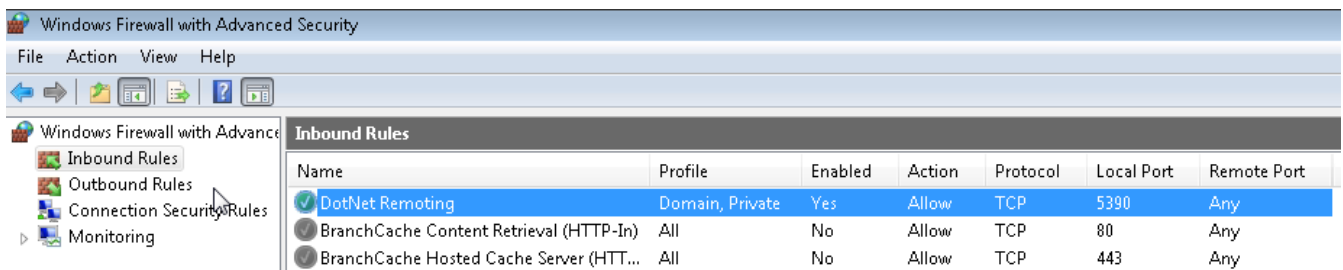 Windows Firewall with Advanced Security
File Action View Help
Windows Firewall with Advance
Inbound Rules
Outbound Rules
Connection Security Rules
Monitoring
Inbound Rules
Name Profile Enabled Action Protocol Local Port Remote Port
DotNet Remoting Domain, Private Yes Allow TCP 5390 Any
BranchCache Content Retrieval (HTTP-In) All No Allow TCP 80 Any
BranchCache Hosted Cache Server (HTT... All No Allow TCP 443 Any